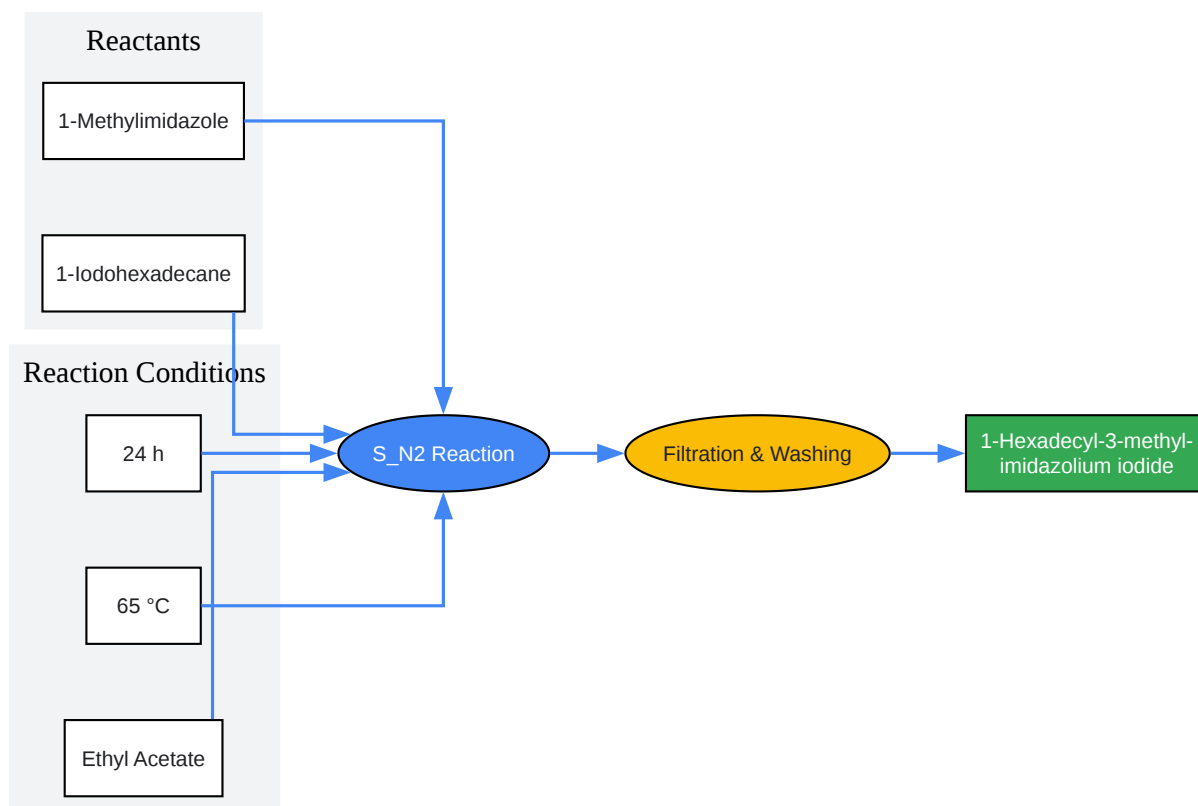 Reactants
1-Methylimidazole
1-Iodohexadecane
Reaction Conditions
24 h
65 °C
Ethyl Acetate
S_N2 Reaction
Filtration & Washing
1-Hexadecyl-3-methyl-
imidazolium iodide